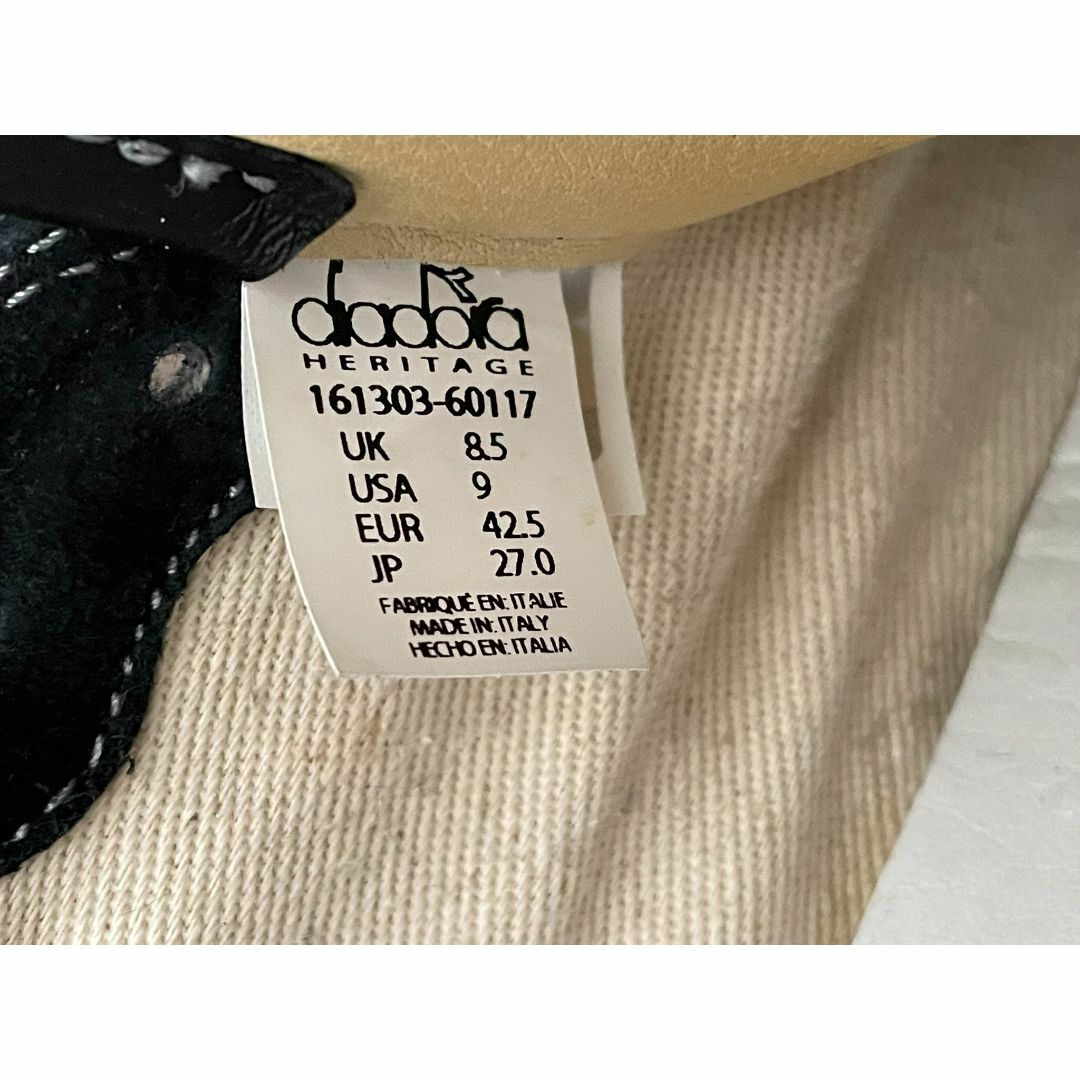 diadora
HERITAGE
161303-60117
UK 8.5
USA 9
EUR 42.5
JP 27.0
FABRIQUÉ EN: ITALIE
MADE IN: ITALY
HECHO EN: ITALIA